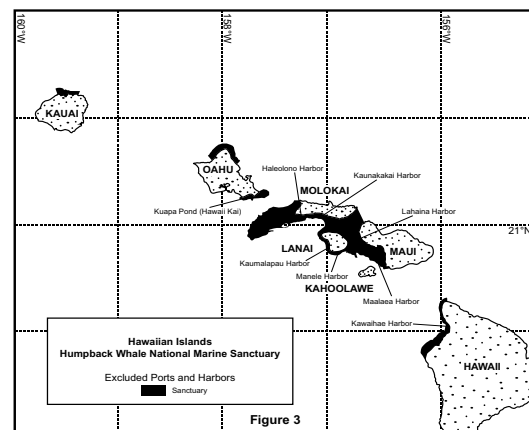 160°W
158°W
156°W
KAUAI
OAHU
Haleolono Harbor
Kaunakakai Harbor
MOLOKAI
Kuapa Pond (Hawaii Kai)
Lahaina Harbor
21°N
LANAI
MAUI
Kaumalapau Harbor
Manele Harbor
KAHOOLAWE
Maalaea Harbor
Kawaihae Harbor
HAWAII
Hawaiian Islands
Humpback Whale National Marine Sanctuary
Excluded Ports and Harbors
Sanctuary
Figure 3